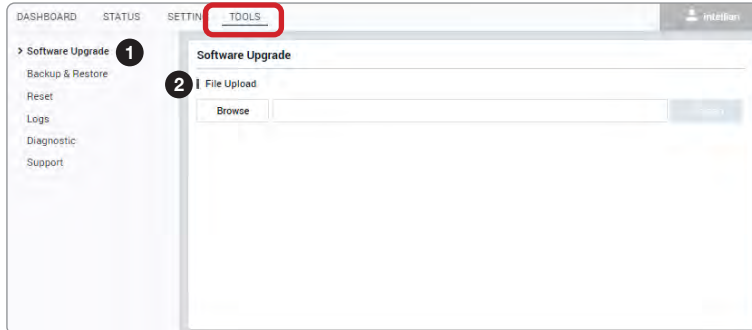 DASHBOARD STATUS SETTIN TOOLS intellian
> Software Upgrade 1
Backup & Restore
Reset
Logs
Diagnostic
Support
Software Upgrade
2 File Upload
Browse